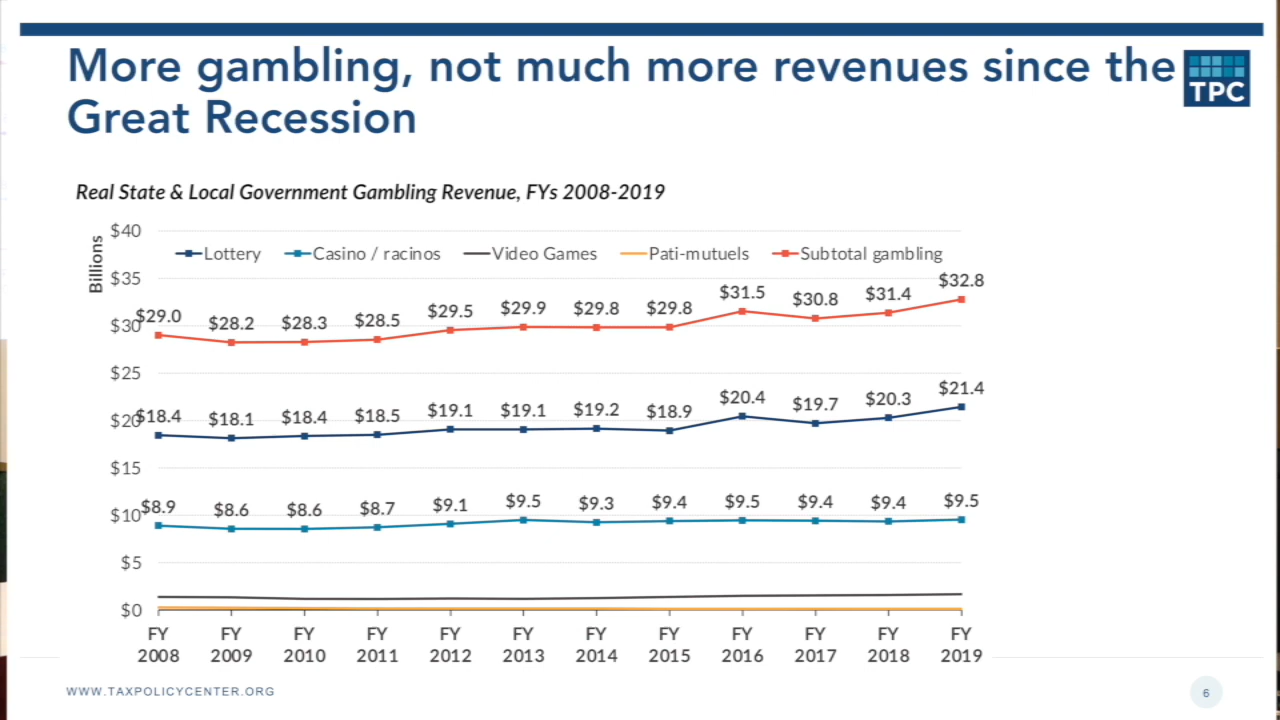 More gambling, not much more revenues since the
Great Recession
TPC
Real State & Local Government Gambling Revenue, FYs 2008-2019
Billions
$40
$35
$30
$25
$20
$15
$10
$5
$0
Lottery
Casino / racinos
Video Games
Pati-mutuels
Subtotal gambling
$29.0
$28.2
$28.3
$28.5
$29.5
$29.9
$29.8
$29.8
$31.5
$30.8
$31.4
$32.8
$18.4
$18.1
$18.4
$18.5
$19.1
$19.1
$19.2
$18.9
$20.4
$19.7
$20.3
$21.4
$8.9
$8.6
$8.6
$8.7
$9.1
$9.5
$9.3
$9.4
$9.5
$9.4
$9.4
$9.5
FY
2008
FY
2009
FY
2010
FY
2011
FY
2012
FY
2013
FY
2014
FY
2015
FY
2016
FY
2017
FY
2018
FY
2019
WWW.TAXPOLICYCENTER.ORG
6